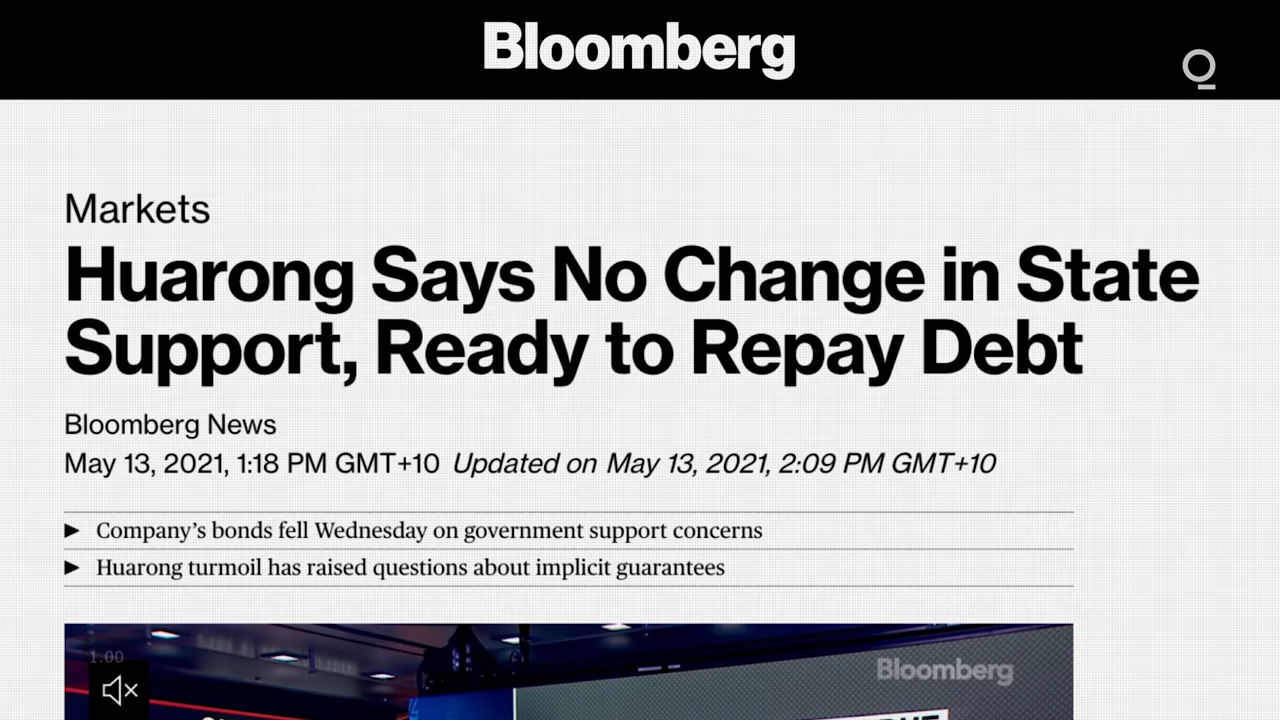 Bloomberg
Markets
Huarong Says No Change in State
Support, Ready to Repay Debt
Bloomberg News
May 13, 2021, 1:18 PM GMT+10 Updated on May 13, 2021, 2:09 PM GMT+10
► Company’s bonds fell Wednesday on government support concerns
► Huarong turmoil has raised questions about implicit guarantees
1.00
Bloomberg